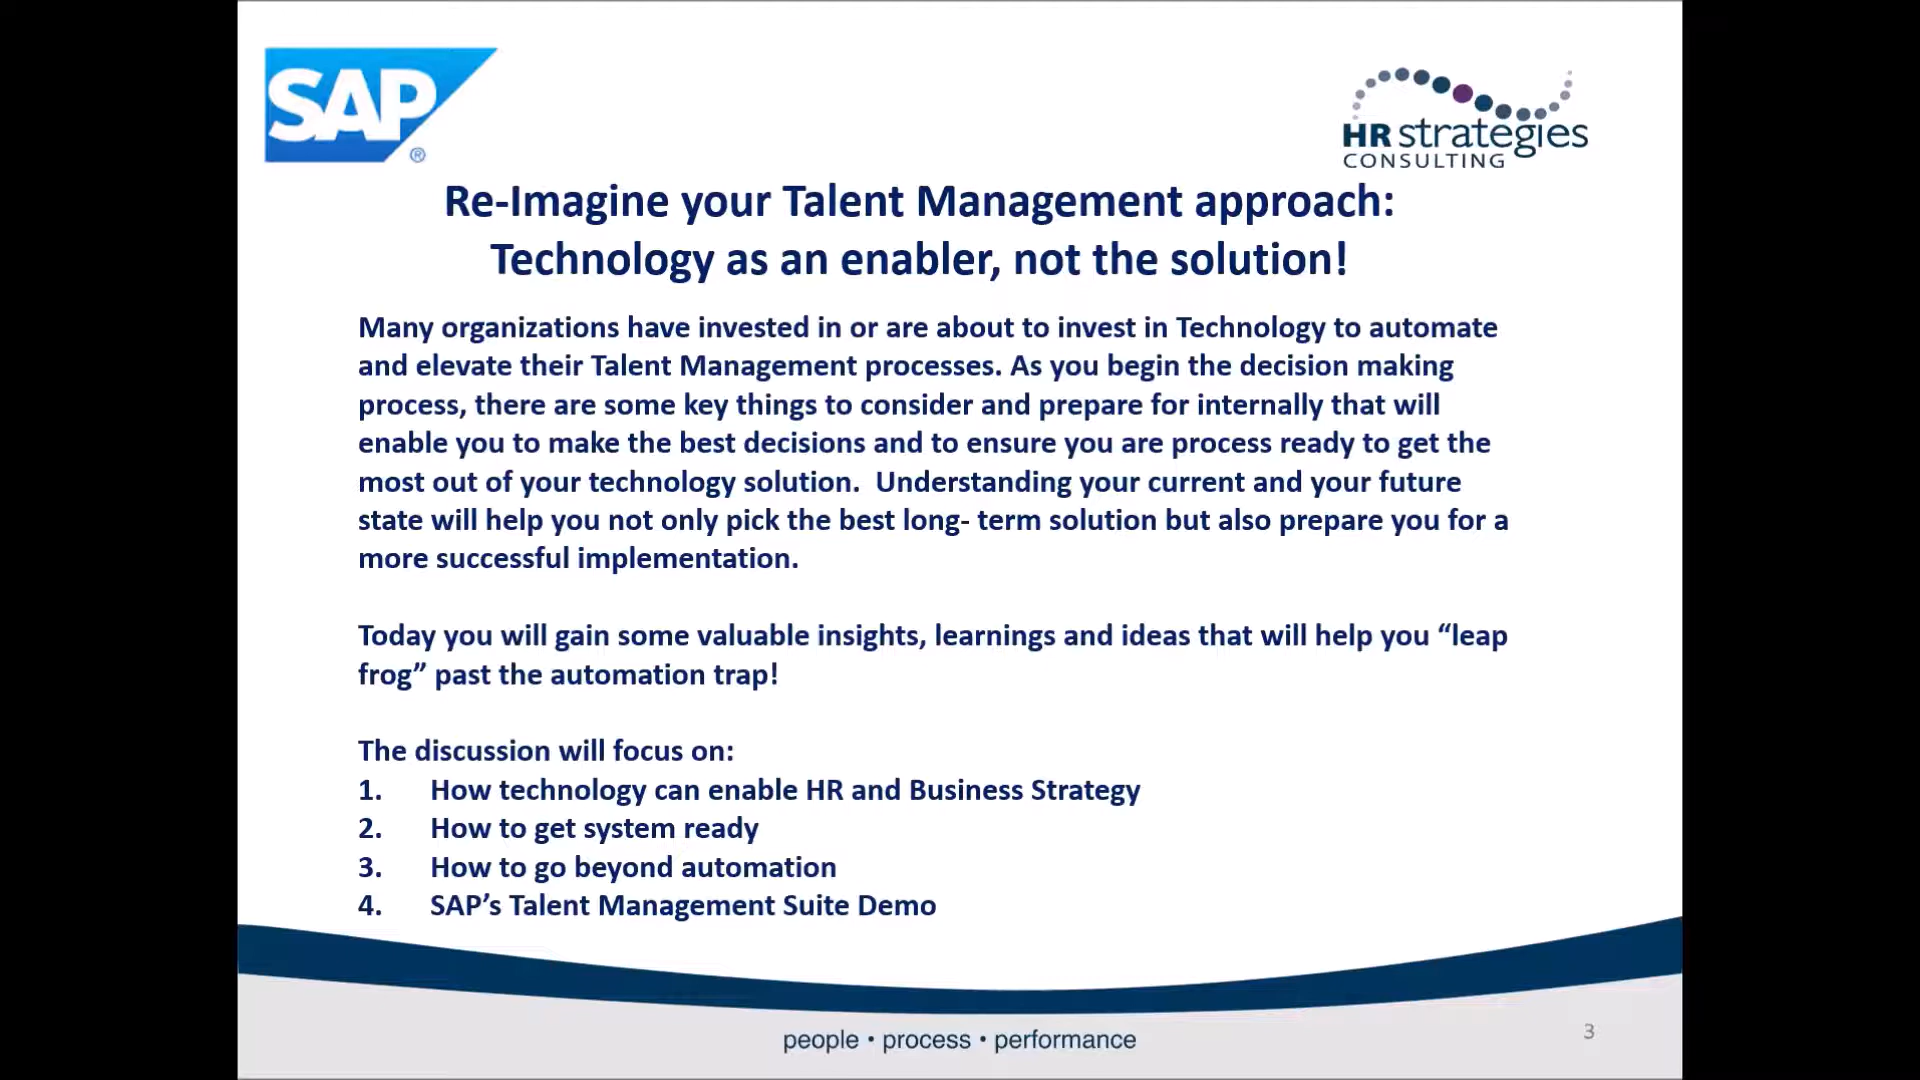 SAP
®
HR strategies
CONSULTING
Re-Imagine your Talent Management approach:
Technology as an enabler, not the solution!
Many organizations have invested in or are about to invest in Technology to automate
and elevate their Talent Management processes. As you begin the decision making
process, there are some key things to consider and prepare for internally that will
enable you to make the best decisions and to ensure you are process ready to get the
most out of your technology solution.  Understanding your current and your future
state will help you not only pick the best long- term solution but also prepare you for a
more successful implementation.
Today you will gain some valuable insights, learnings and ideas that will help you “leap
frog” past the automation trap!
The discussion will focus on:
1. How technology can enable HR and Business Strategy
2. How to get system ready
3. How to go beyond automation
4. SAP’s Talent Management Suite Demo
people • process • performance
3